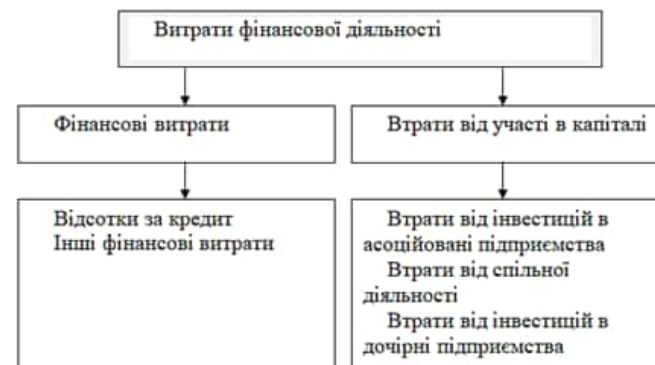 Витрати фінансової діяльності
Фінансові витрати
Втрати від участі в капіталі
Відсотки за кредит
Інші фінансові витрати
Втрати від інвестицій в
асоційовані підприємства
Втрати від спільної
діяльності
Втрати від інвестицій в
дочірні підприємства